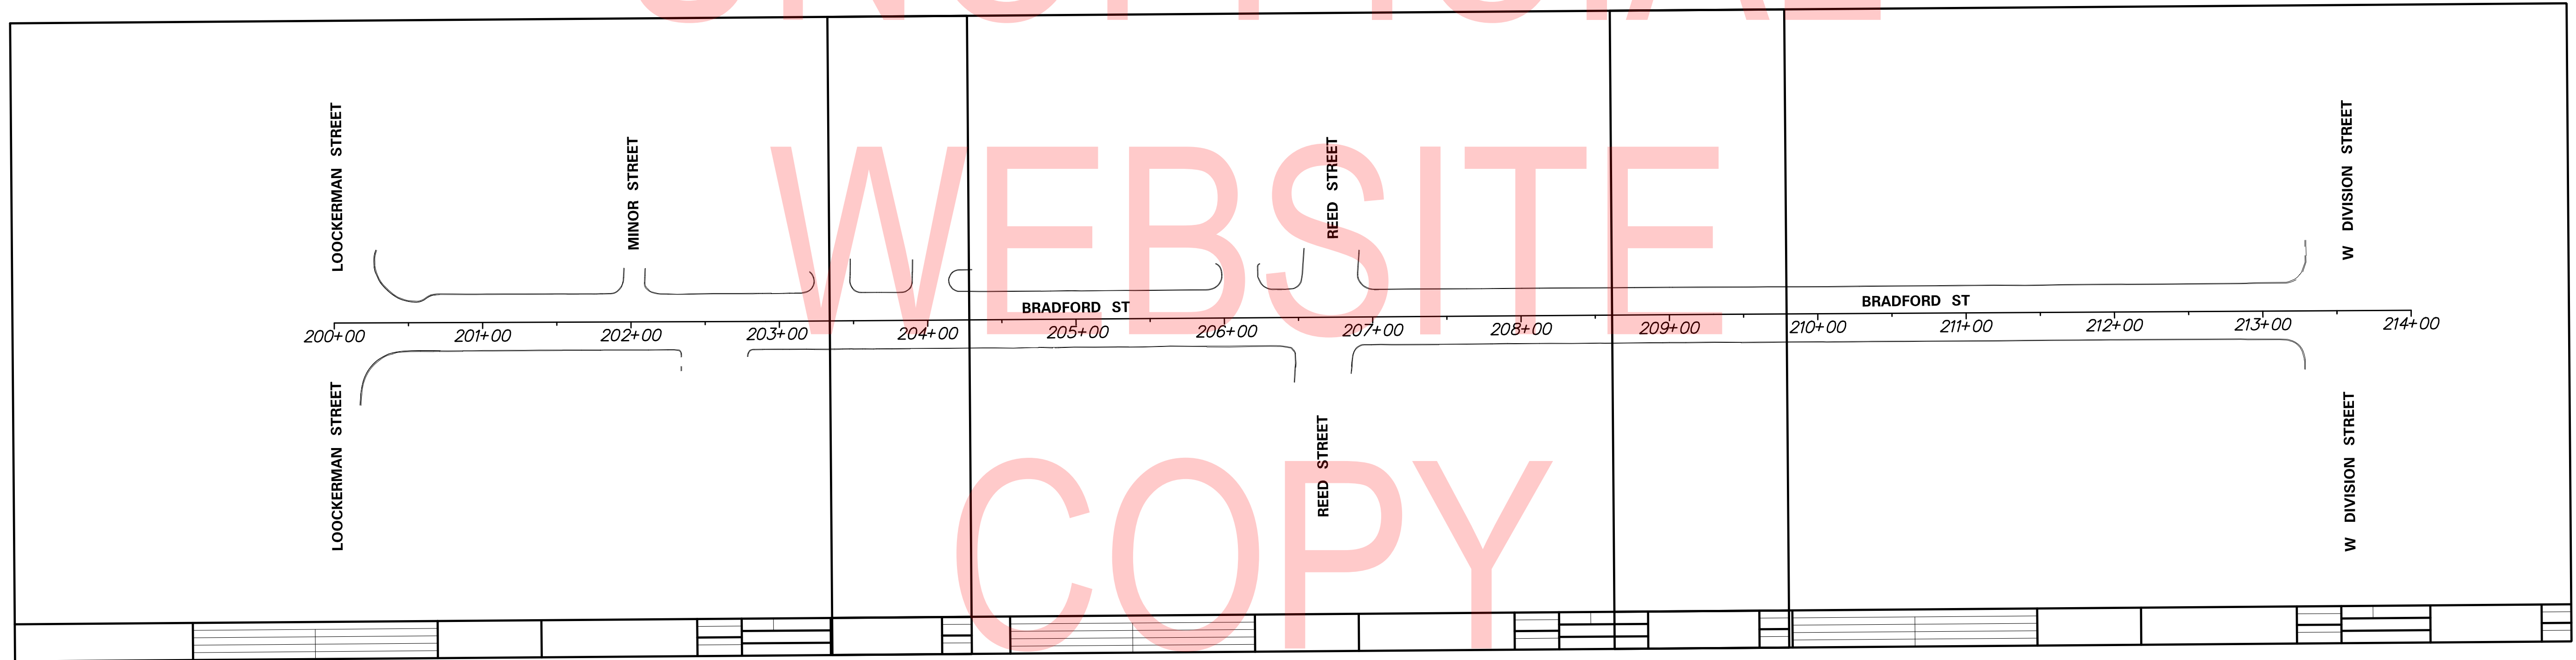 UNOFFICIAL
WEBSITE
COPY
LOOCKERMAN STREET
MINOR STREET
REED STREET
W DIVISION STREET
BRADFORD ST
BRADFORD ST
200+00 201+00 202+00 203+00 204+00 205+00 206+00 207+00 208+00 209+00 210+00 211+00 212+00 213+00 214+00
LOOCKERMAN STREET
REED STREET
W DIVISION STREET